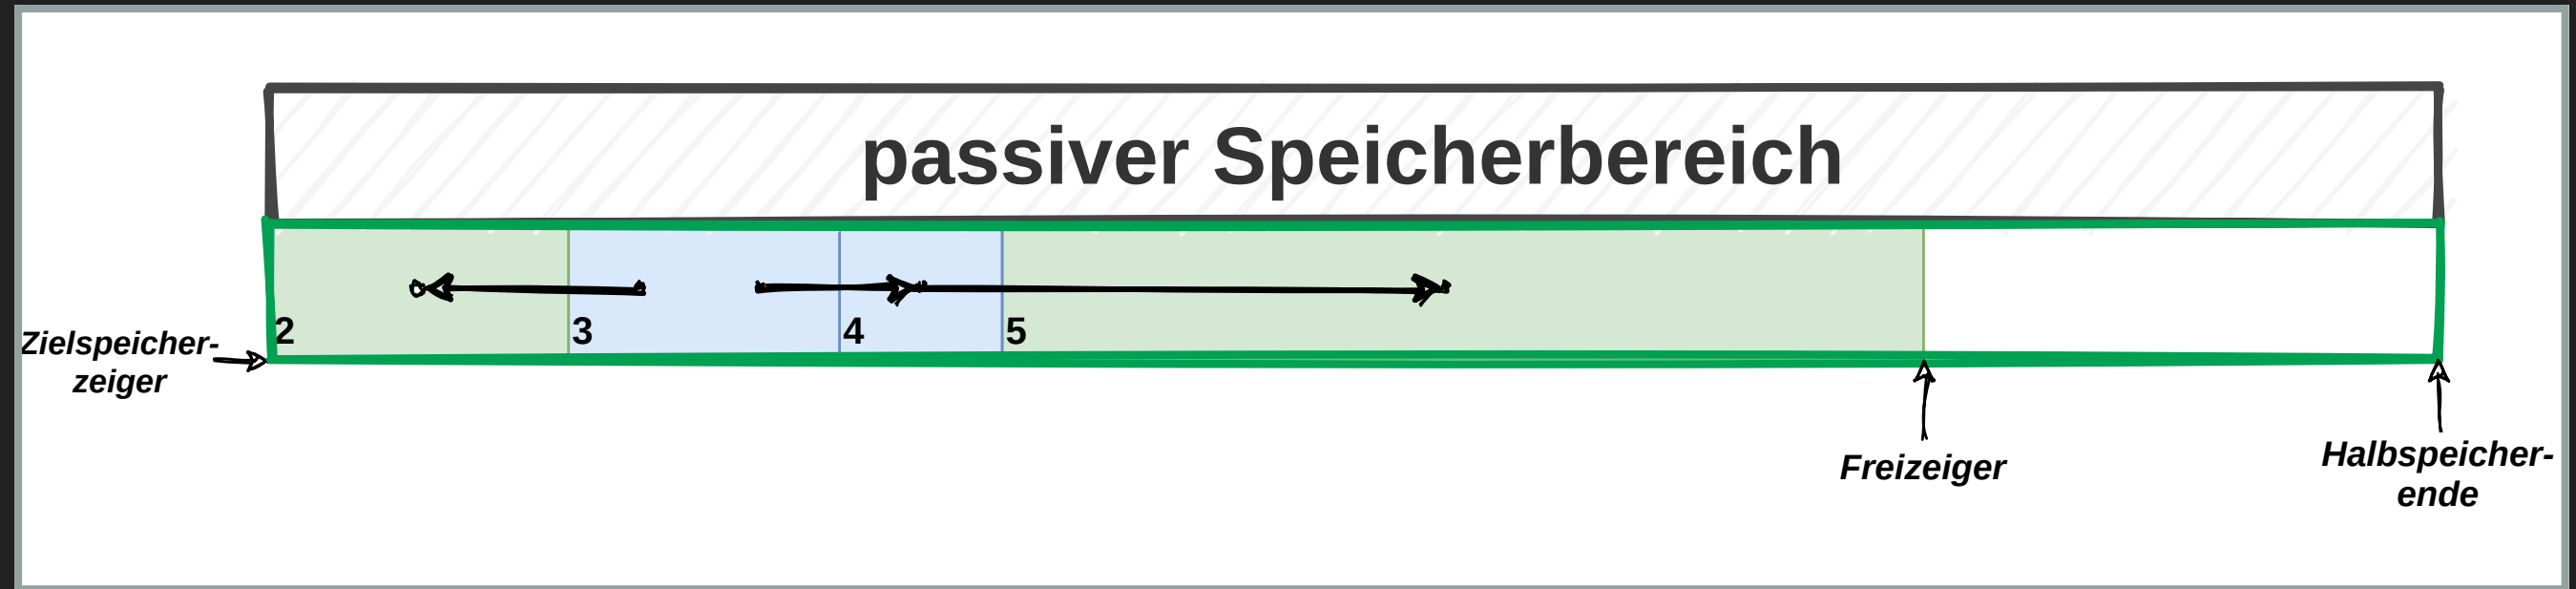 passiver Speicherbereich
2
3
4
5
Zielspeicher-
zeiger
Freizeiger
Halbspeicher-
ende